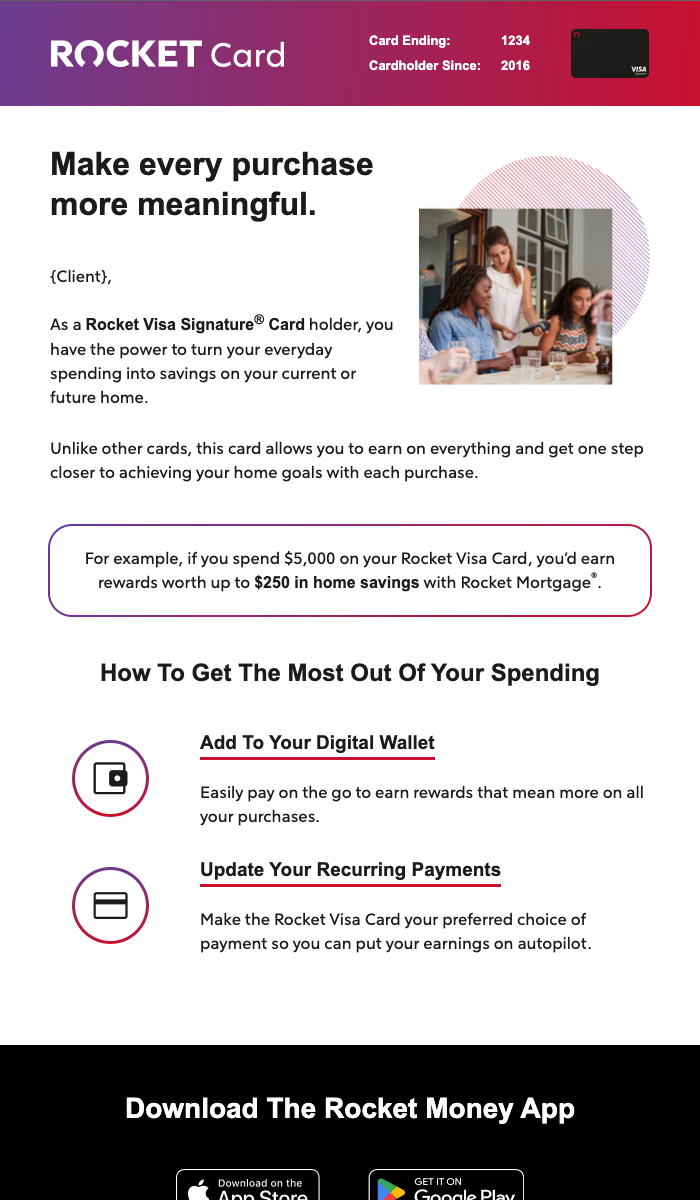 ROCKET Card
Card Ending: 1234
Cardholder Since: 2016
VISA
Make every purchase
more meaningful.
{Client},
As a Rocket Visa Signature® Card holder, you
have the power to turn your everyday
spending into savings on your current or
future home.
Unlike other cards, this card allows you to earn on everything and get one step
closer to achieving your home goals with each purchase.
For example, if you spend $5,000 on your Rocket Visa Card, you’d earn
rewards worth up to $250 in home savings with Rocket Mortgage®.
How To Get The Most Out Of Your Spending
Add To Your Digital Wallet
Easily pay on the go to earn rewards that mean more on all
your purchases.
Update Your Recurring Payments
Make the Rocket Visa Card your preferred choice of
payment so you can put your earnings on autopilot.
Download The Rocket Money App
Download on the
App Store
GET IT ON
Google Play